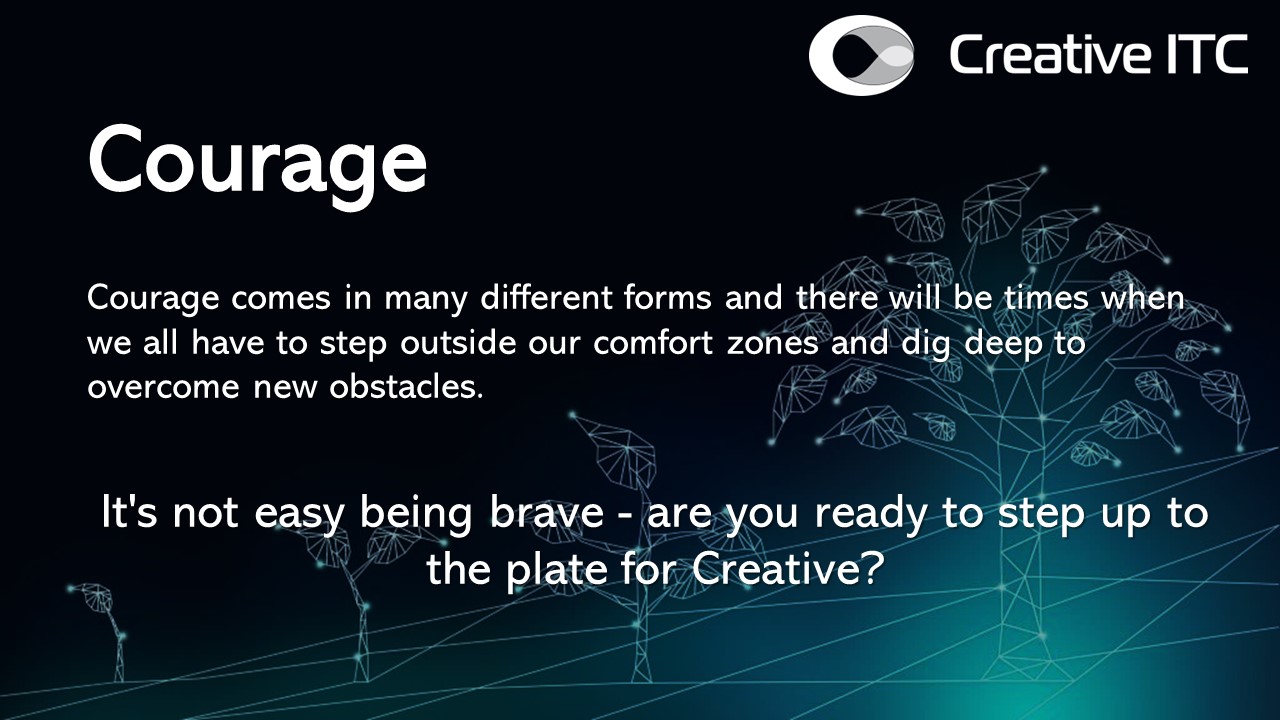 Creative ITC
Courage
Courage comes in many different forms and there will be times when
we all have to step outside our comfort zones and dig deep to
overcome new obstacles.
It's not easy being brave - are you ready to step up to
the plate for Creative?